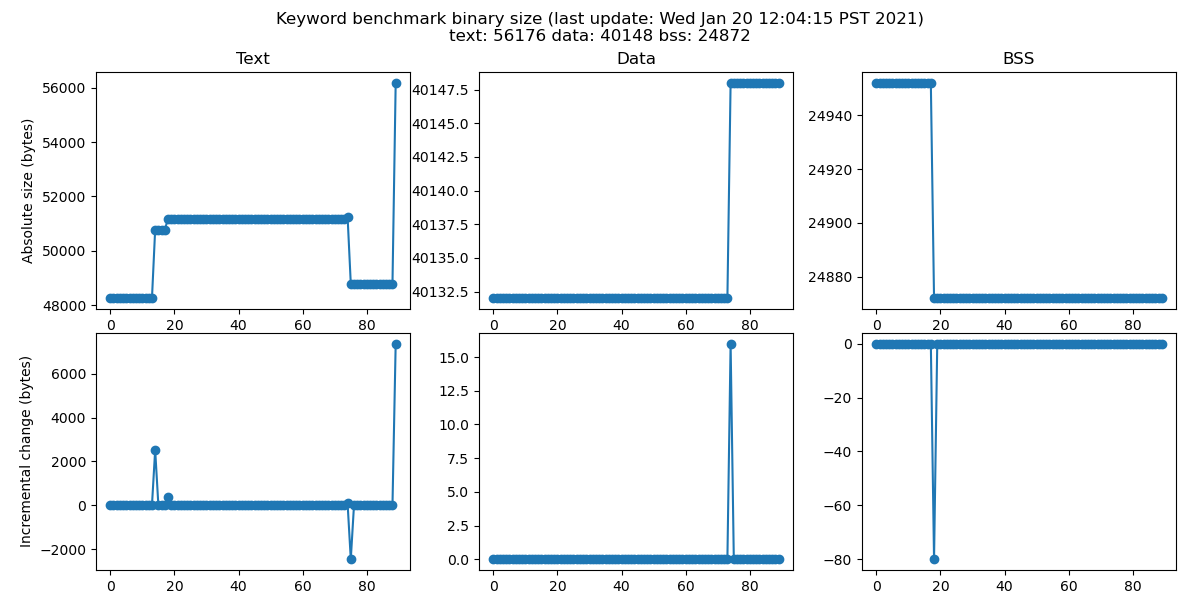 Keyword benchmark binary size (last update: Wed Jan 20 12:04:15 PST 2021)
text: 56176 data: 40148 bss: 24872
Text
Absolute size (bytes)
56000
54000
52000
50000
48000
0 20 40 60 80
Data
40147.5
40145.0
40142.5
40140.0
40137.5
40135.0
40132.5
0 20 40 60 80
BSS
24940
24920
24900
24880
0 20 40 60 80
Incremental change (bytes)
6000
4000
2000
0
−2000
0 20 40 60 80
15.0
12.5
10.0
7.5
5.0
2.5
0.0
0 20 40 60 80
0
−20
−40
−60
−80
0 20 40 60 80